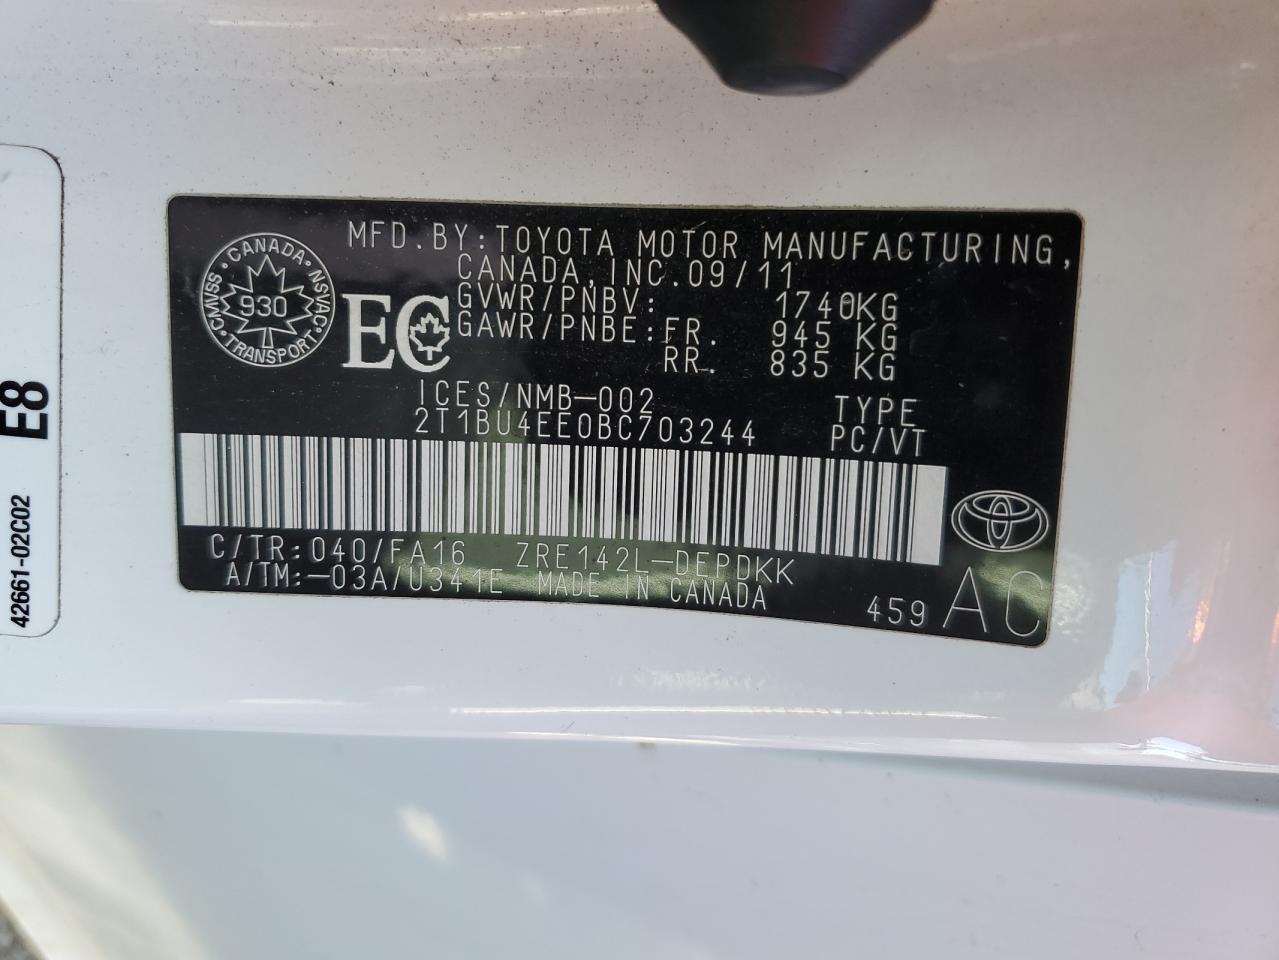 MFD.BY:TOYOTA MOTOR MANUFACTURING,
CANADA,INC.09/11
GVWR/PNBV: 1740KG
GAWR/PNBE:FR. 945 KG
RR. 835 KG
CANADA
CMVSS
930
NSVAC
TRANSPORT
EC
ICES/NMB-002
2T1BU4EE0BC703244
TYPE
PC/VT
C/TR:040/FA16 ZRE142L-DEPDKK
A/TM:-03A/U341E MADE IN CANADA
459 AC
E8
42661-02C02